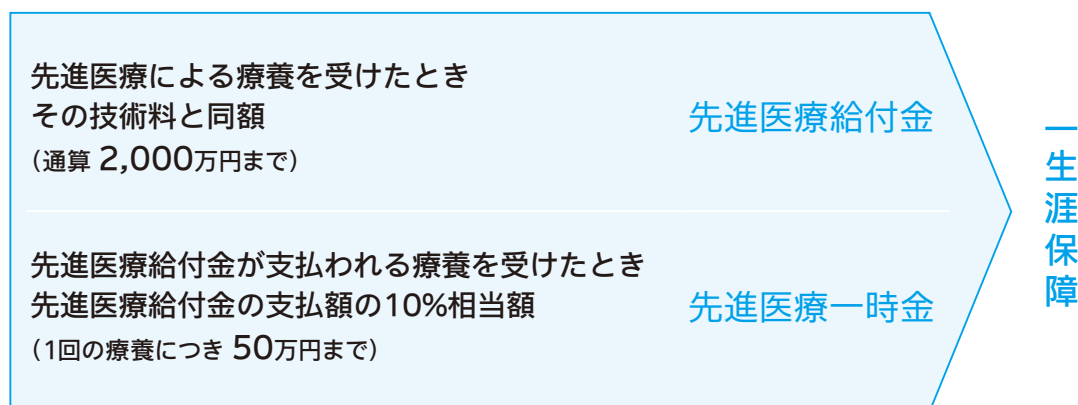 先進医療による療養を受けたとき
その技術料と同額
（通算 2,000万円まで）
先進医療給付金
先進医療給付金が支払われる療養を受けたとき
先進医療給付金の支払額の10%相当額
（1回の療養につき 50万円まで）
先進医療一時金
一生涯保障